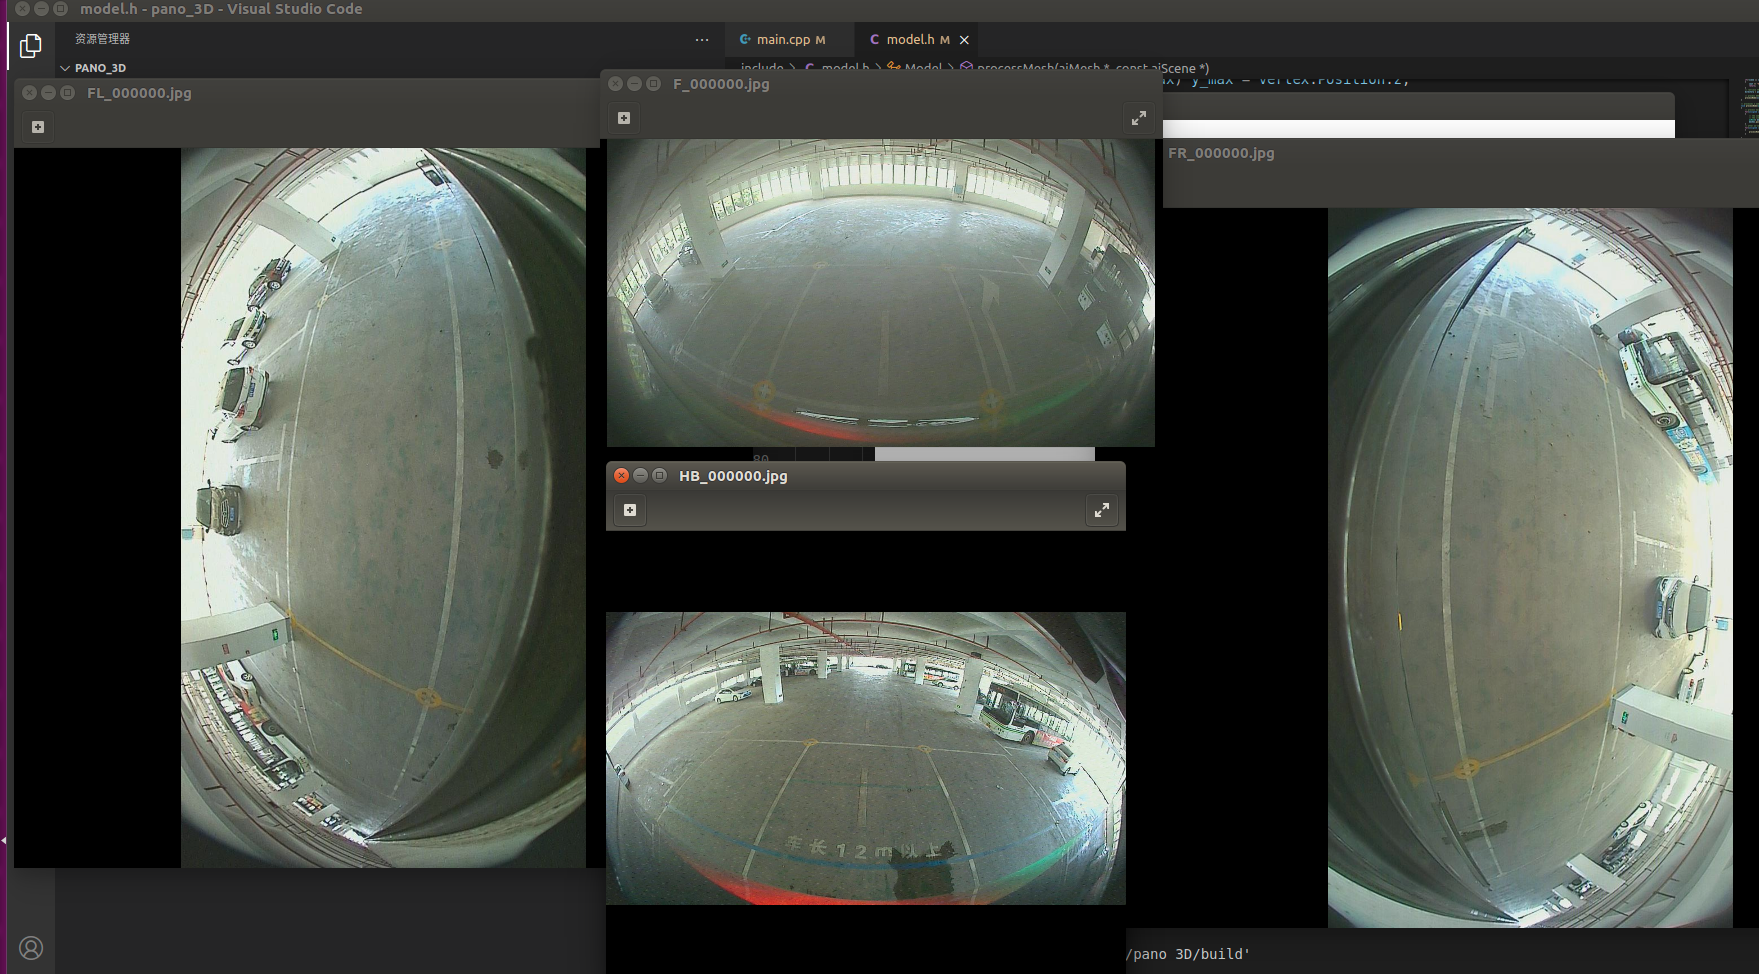 model.h - pano_3D - Visual Studio Code
资源管理器
···
main.cpp M
model.h M
PANO_3D
include > model.h > Model > processMesh(aiMesh *, const aiScene *)
x) y_max = vertex.Position.z;
FL_000000.jpg
F_000000.jpg
FR_000000.jpg
80
HB_000000.jpg
车长12m以上
/pano 3D/build'